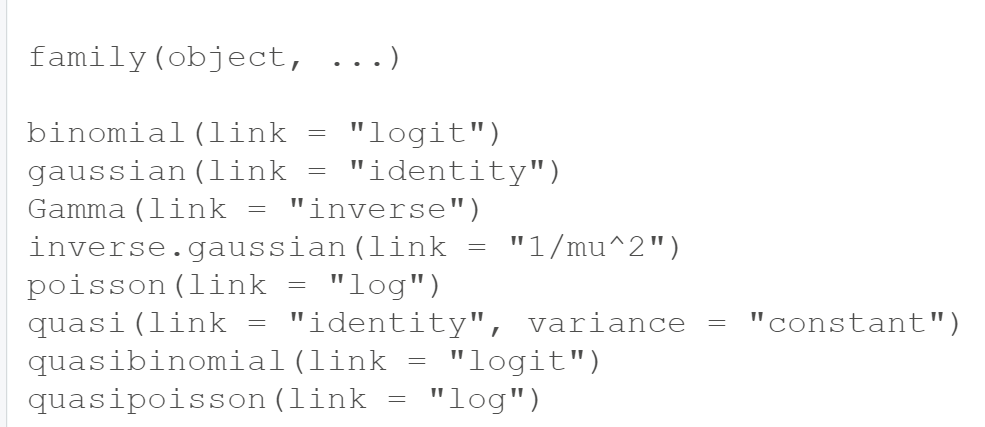 family(object, ...)
binomial(link = "logit")
gaussian(link = "identity")
Gamma(link = "inverse")
inverse.gaussian(link = "1/mu^2")
poisson(link = "log")
quasi(link = "identity", variance = "constant")
quasibinomial(link = "logit")
quasipoisson(link = "log")